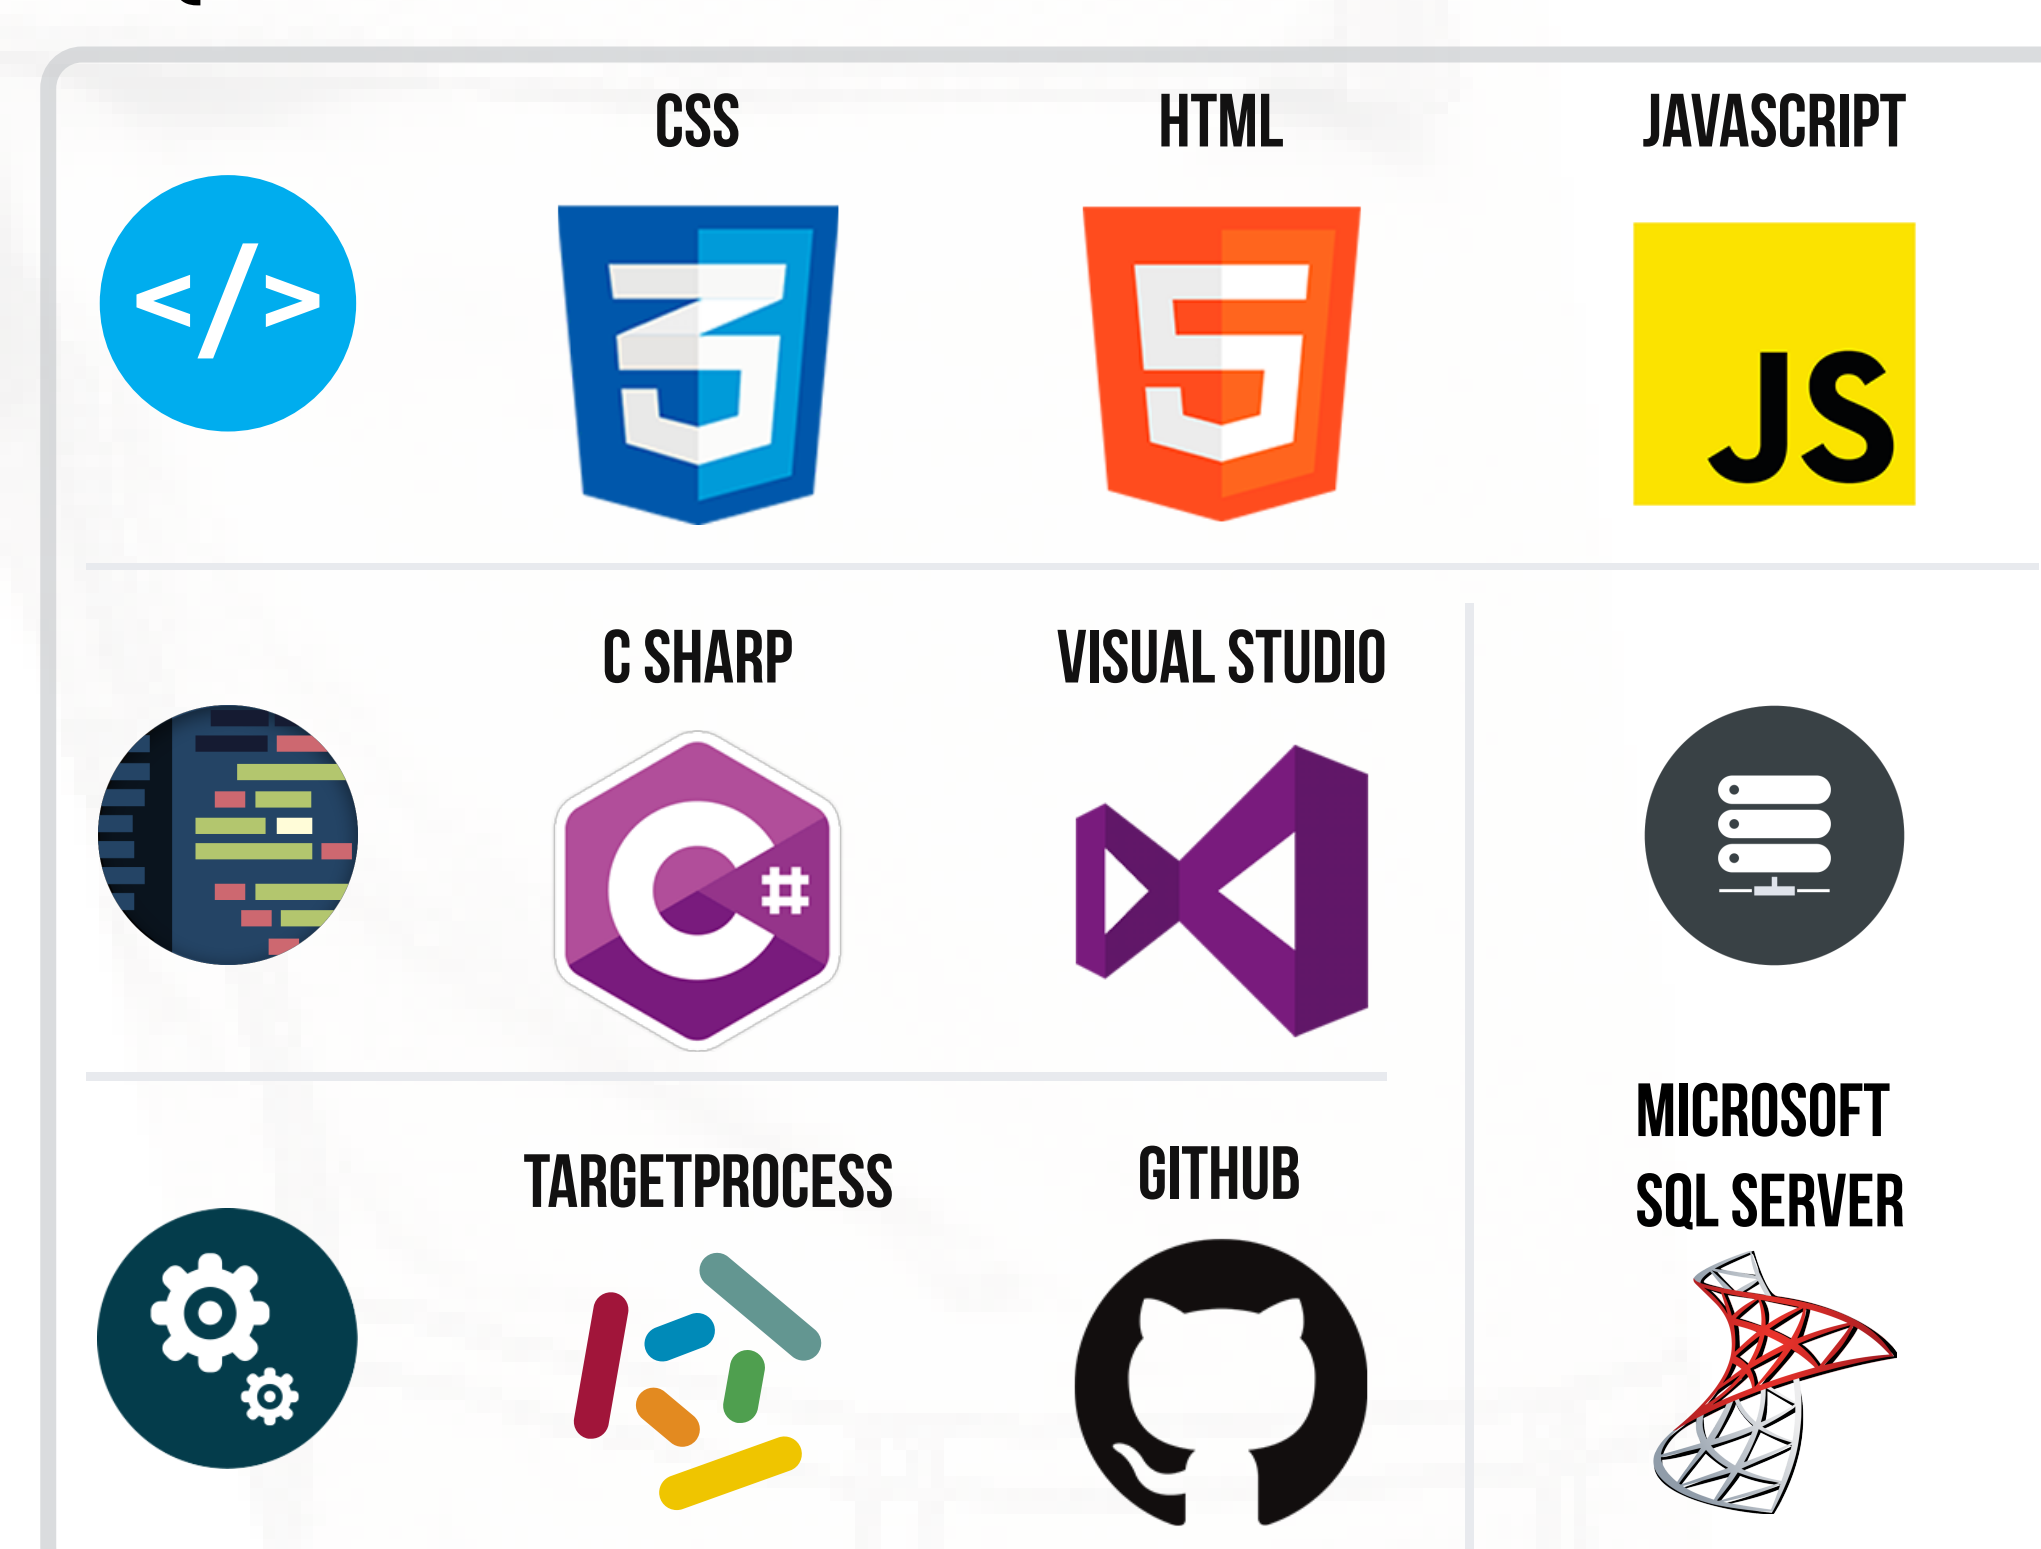 CSS
HTML
JAVASCRIPT
</>
JS
C SHARP
VISUAL STUDIO
C#
TARGETPROCESS
GITHUB
MICROSOFT
SQL SERVER